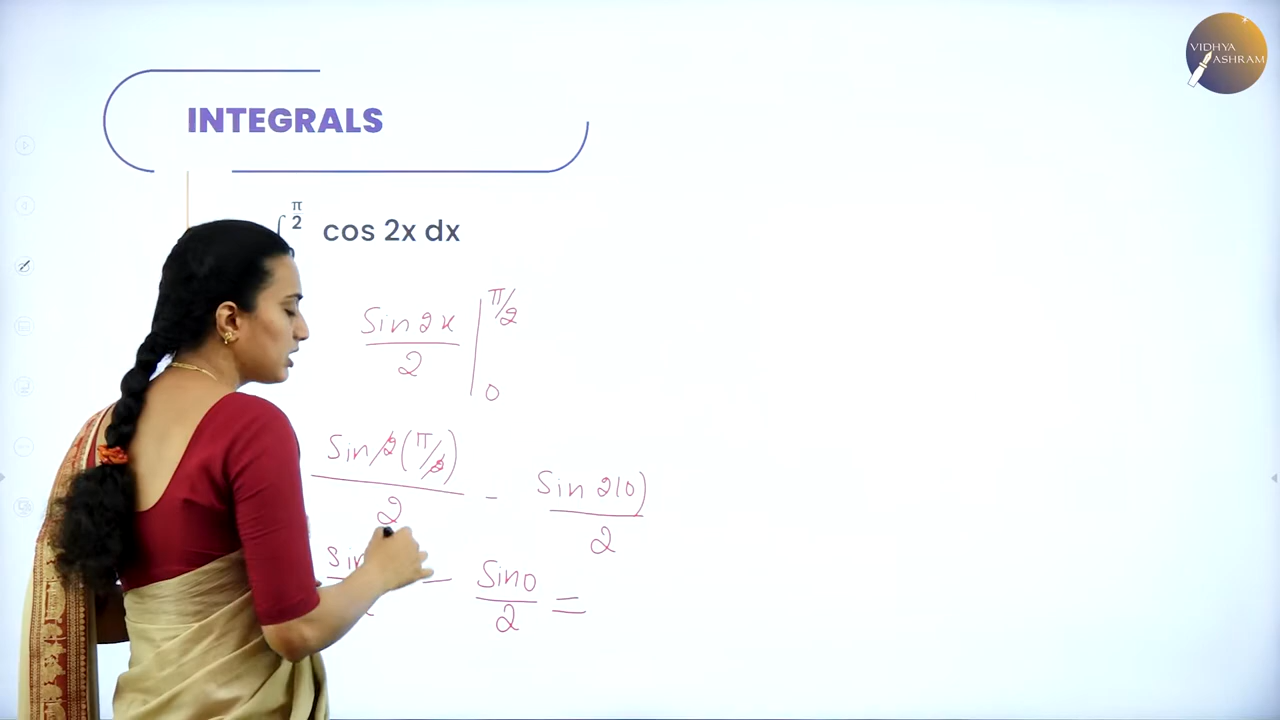 VIDHYA
ASHRAM
INTEGRALS
π
2
cos 2x dx
Sin 2x
2
π/2
0
Sin 2(π/2)
2
-
Sin 2(0)
2
Sin
-
Sin0
2
=